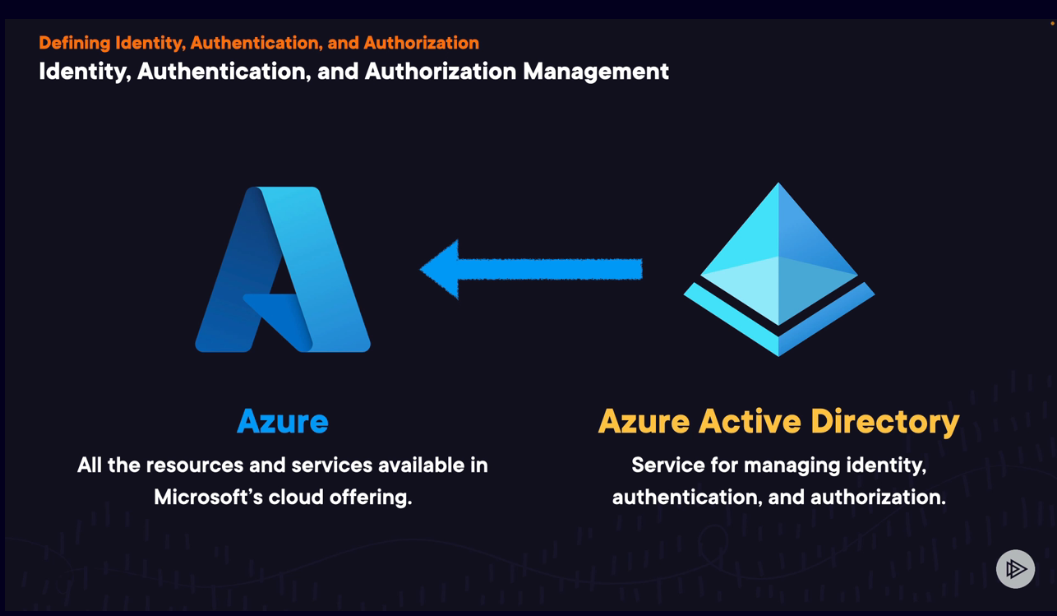 Defining Identity, Authentication, and Authorization
Identity, Authentication, and Authorization Management
Azure
All the resources and services available in
Microsoft's cloud offering.
Azure Active Directory
Service for managing identity,
authentication, and authorization.